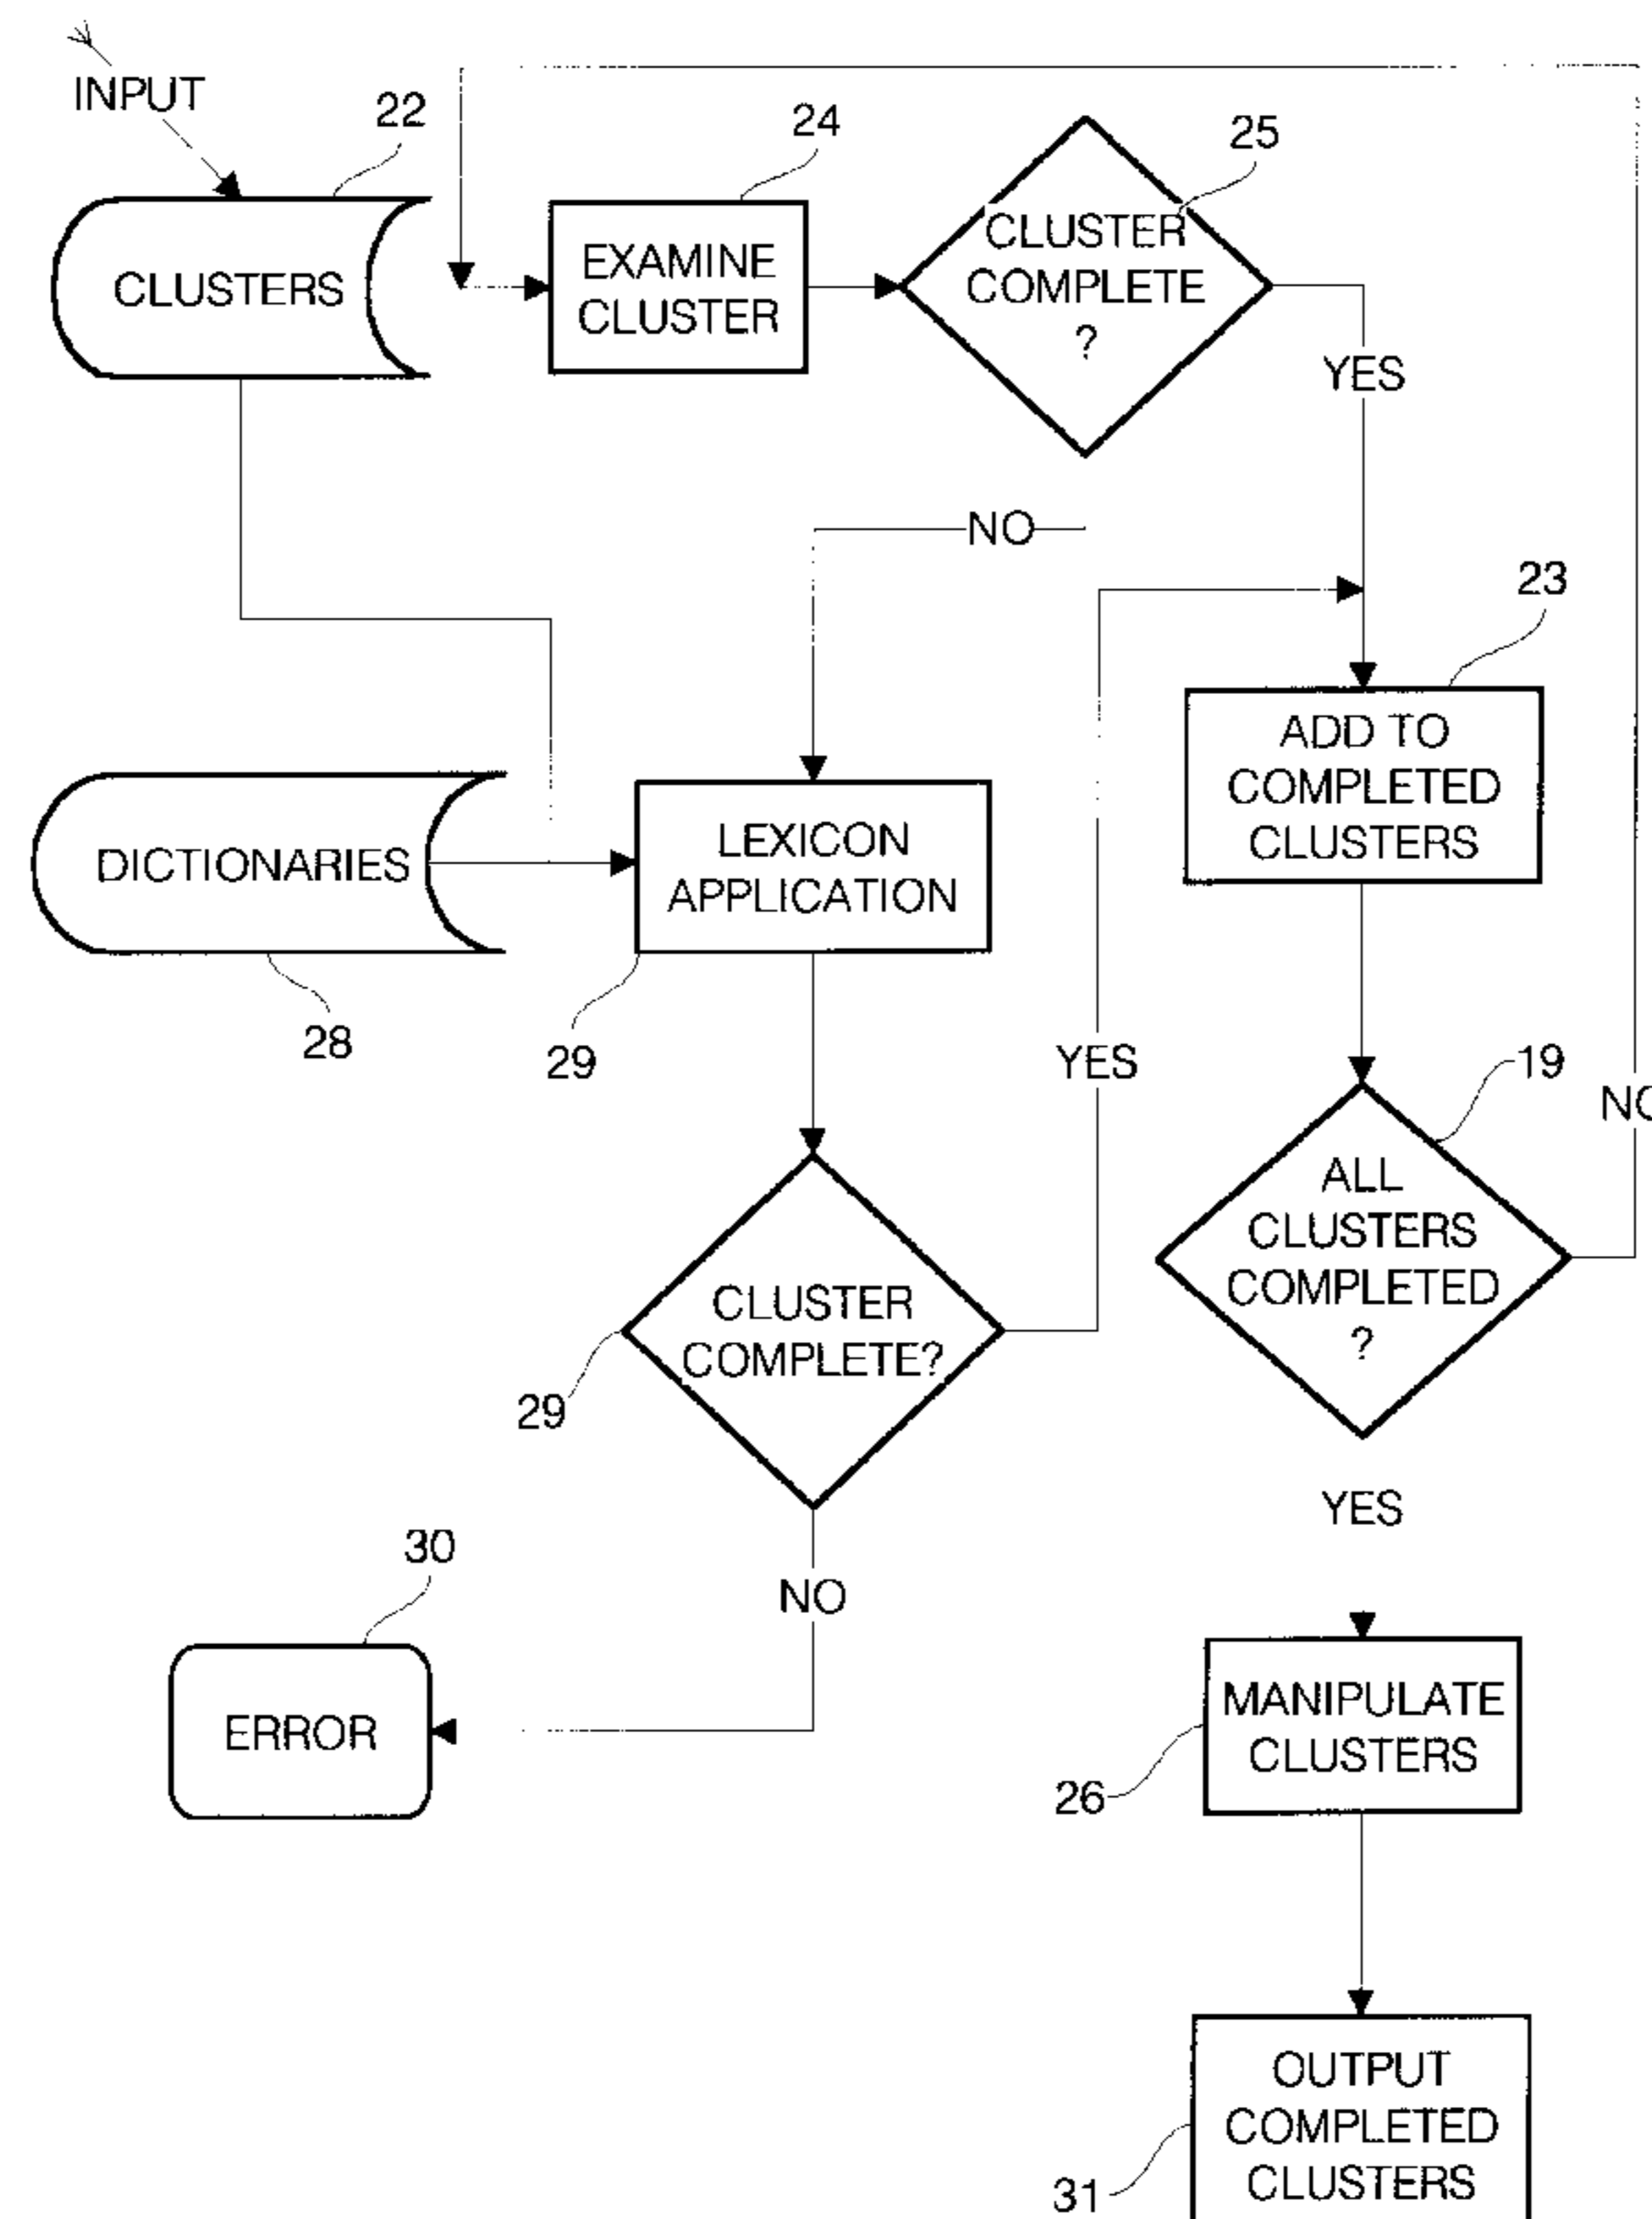 INPUT
22
24
25
CLUSTERS
EXAMINE
CLUSTER
CLUSTER
COMPLETE
?
YES
NO
23
ADD TO
COMPLETED
CLUSTERS
DICTIONARIES
LEXICON
APPLICATION
28
29
YES
19
NO
ALL
CLUSTERS
COMPLETED
?
CLUSTER
COMPLETE?
29
YES
30
NO
ERROR
MANIPULATE
CLUSTERS
26
OUTPUT
COMPLETED
CLUSTERS
31